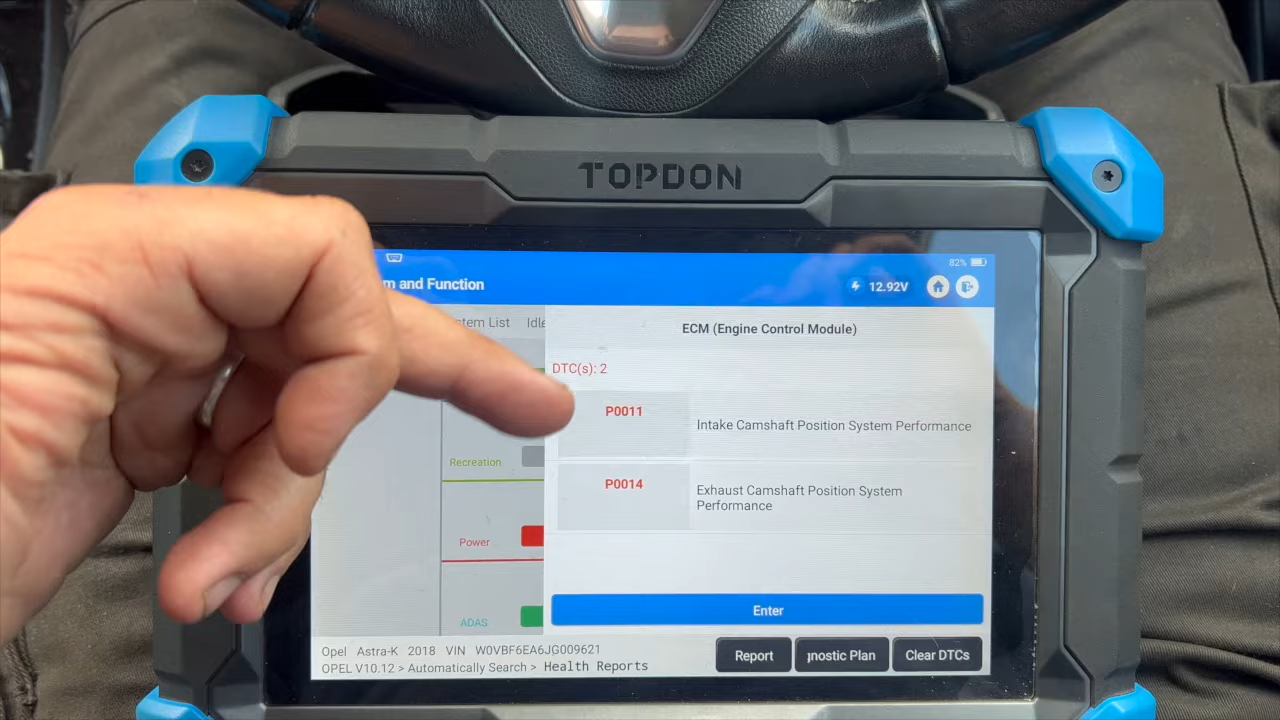 TOPDON
82%
m and Function
12.92V
tem List Idle
ECM (Engine Control Module)
DTC(s): 2
P0011
Intake Camshaft Position System Performance
Recreation
P0014
Exhaust Camshaft Position System
Performance
Power
Enter
ADAS
Opel Astra-K 2018 VIN W0VBF6EA6JG009621
OPEL V10.12 > Automatically Search > Health Reports
Report
gnostic Plan
Clear DTCs